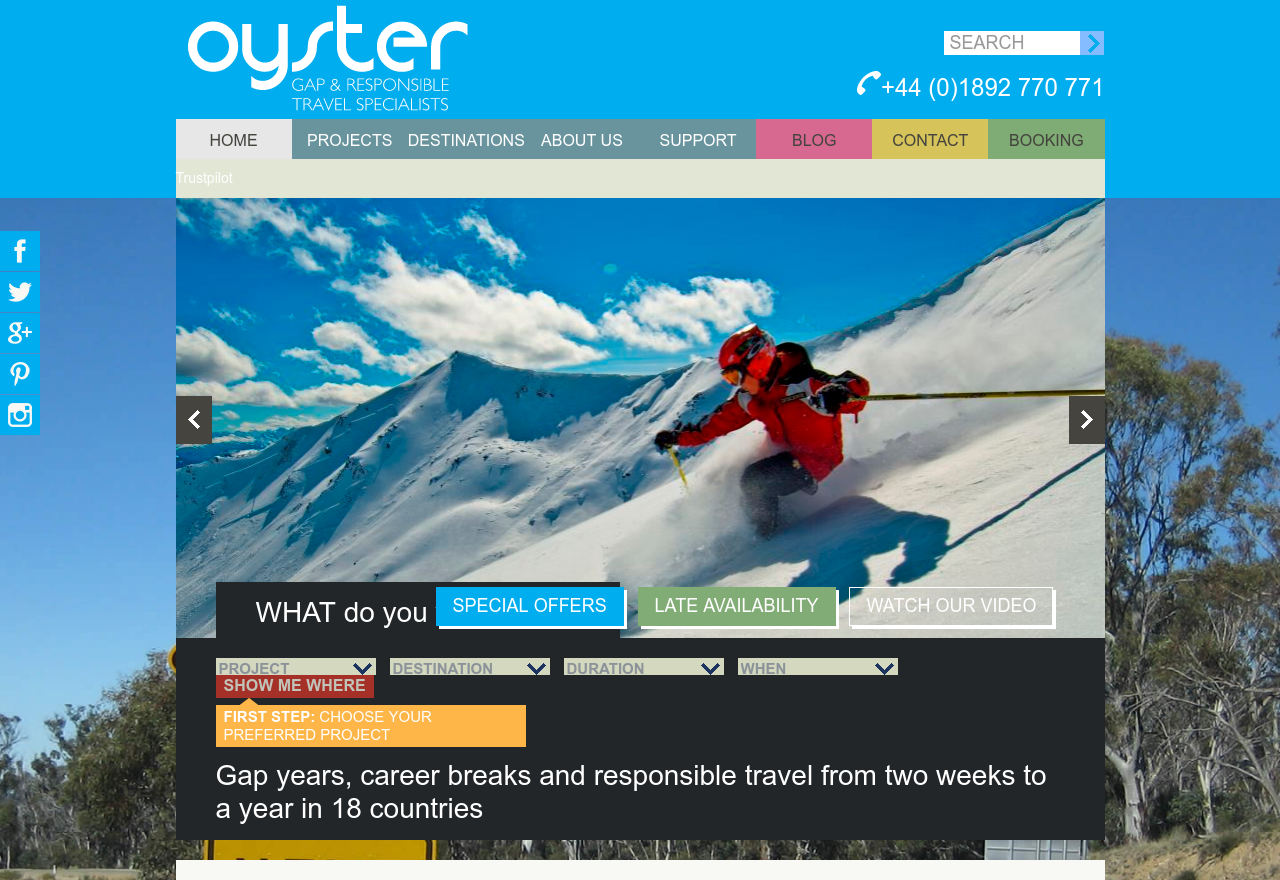 oyster
GAP & RESPONSIBLE
TRAVEL SPECIALISTS
SEARCH
+44 (0)1892 770 771
HOME PROJECTS DESTINATIONS ABOUT US SUPPORT BLOG CONTACT BOOKING
Trustpilot
WHAT do you
SPECIAL OFFERS LATE AVAILABILITY WATCH OUR VIDEO
PROJECT DESTINATION DURATION WHEN
SHOW ME WHERE
FIRST STEP: CHOOSE YOUR
PREFERRED PROJECT
Gap years, career breaks and responsible travel from two weeks to
a year in 18 countries